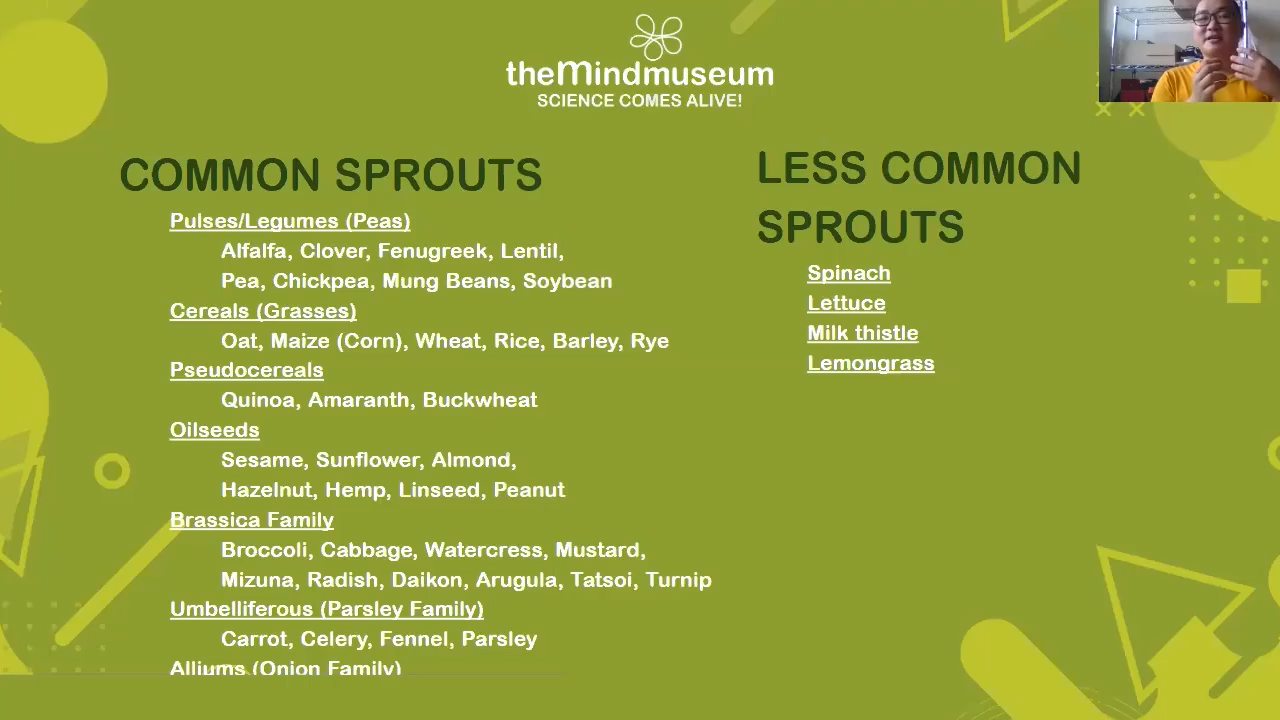 theMindmuseum
SCIENCE COMES ALIVE!
COMMON SPROUTS
Pulses/Legumes (Peas)
Alfalfa, Clover, Fenugreek, Lentil,
Pea, Chickpea, Mung Beans, Soybean
Cereals (Grasses)
Oat, Maize (Corn), Wheat, Rice, Barley, Rye
Pseudocereals
Quinoa, Amaranth, Buckwheat
Oilseeds
Sesame, Sunflower, Almond,
Hazelnut, Hemp, Linseed, Peanut
Brassica Family
Broccoli, Cabbage, Watercress, Mustard,
Mizuna, Radish, Daikon, Arugula, Tatsoi, Turnip
Umbelliferous (Parsley Family)
Carrot, Celery, Fennel, Parsley
Alliums (Onion Family)
LESS COMMON
SPROUTS
Spinach
Lettuce
Milk thistle
Lemongrass